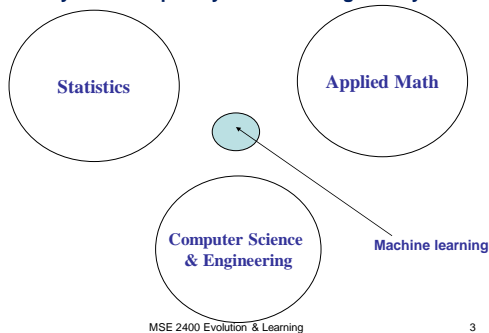 Statistics
Applied Math
Computer Science
& Engineering
Machine learning
MSE 2400 Evolution & Learning
3